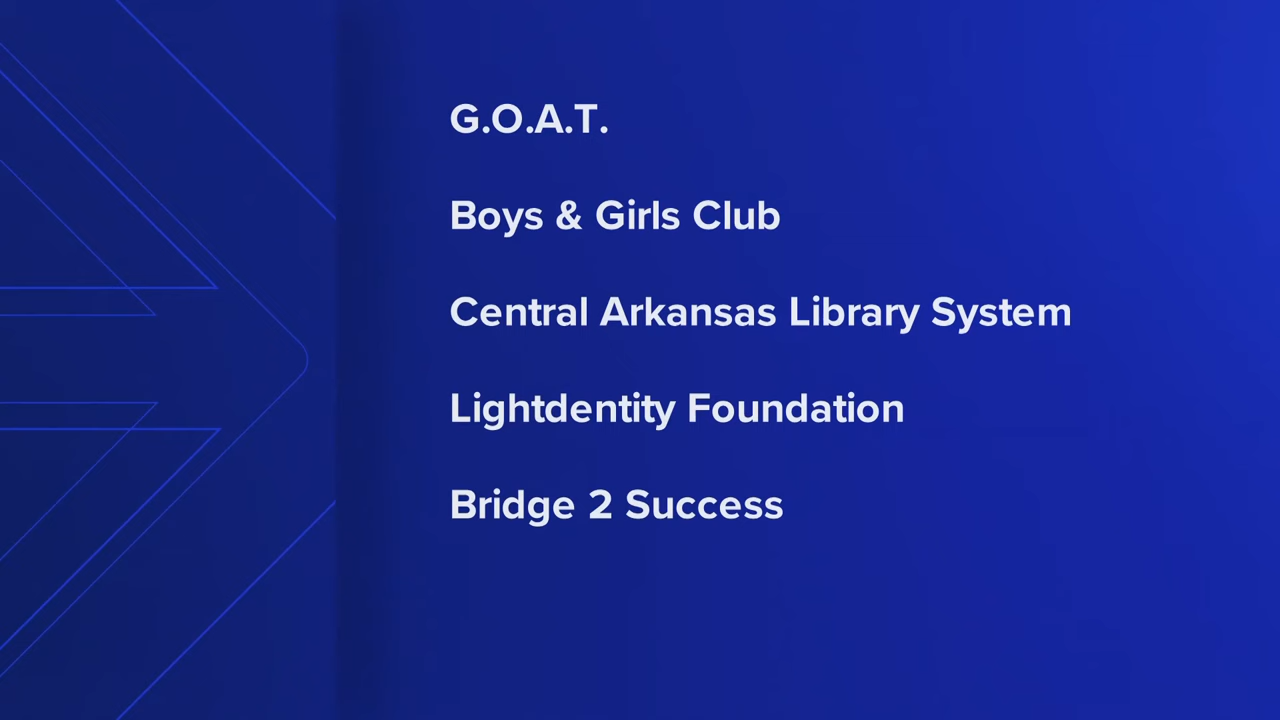 G.O.A.T.
Boys & Girls Club
Central Arkansas Library System
Lightdentity Foundation
Bridge 2 Success